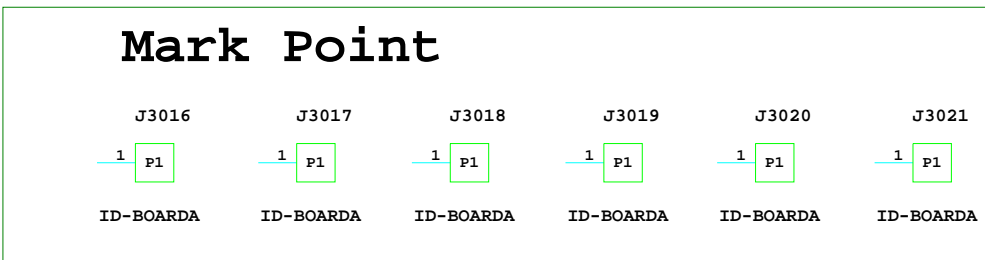 Mark Point
J3016 J3017 J3018 J3019 J3020 J3021
1 P1 1 P1 1 P1 1 P1 1 P1 1 P1
ID-BOARDA ID-BOARDA ID-BOARDA ID-BOARDA ID-BOARDA ID-BOARDA